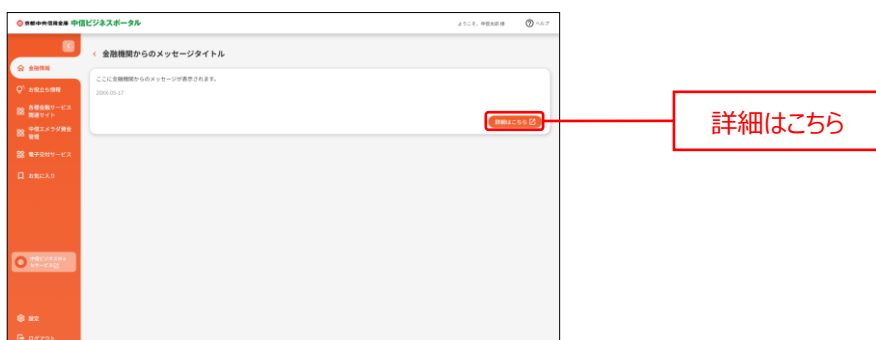 京都中央信用金庫 中信ビジネスポータル
ようこそ、中信太郎 様
ヘルプ
金融機関からのメッセージタイトル
金融情報
ここに金融機関からのメッセージが表示されます。
20XX-05-17
お役立ち情報
各種金融サービス
関連サイト
詳細はこちら
詳細はこちら
中信エメラダ資金
管理
電子交付サービス
お気に入り
設定
ログアウト